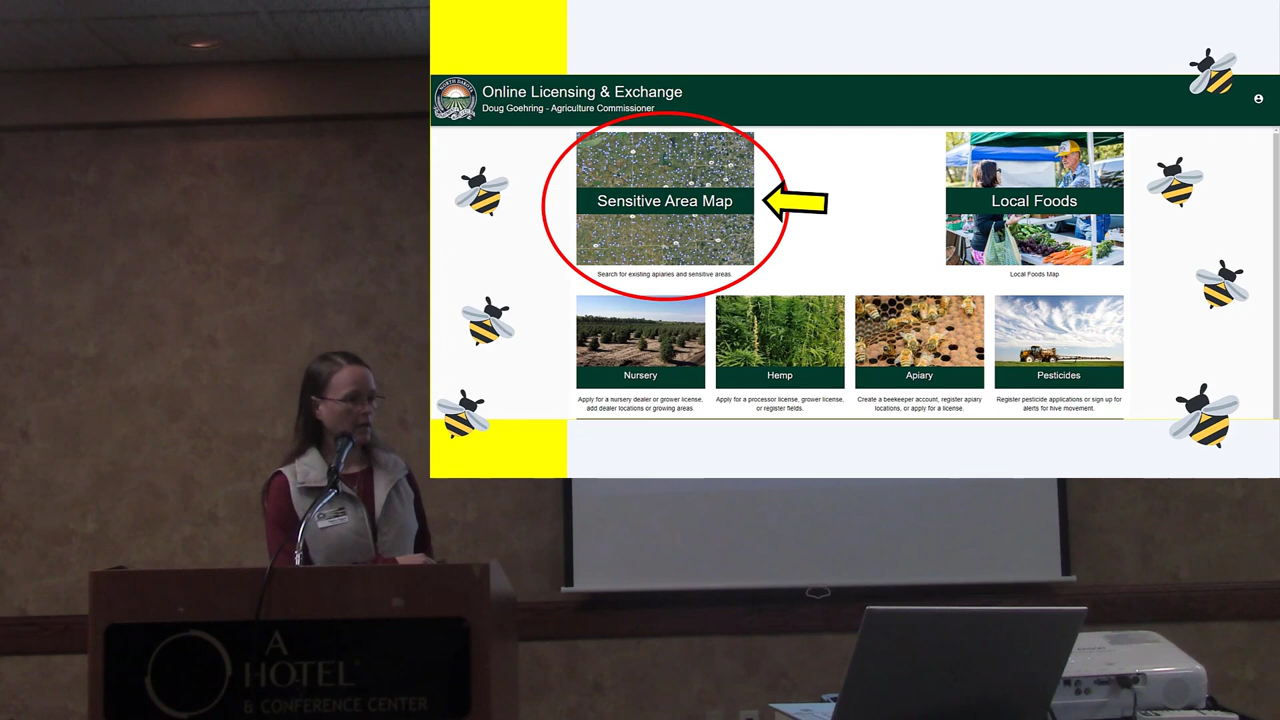 NORTH DAKOTA
Online Licensing & Exchange
Doug Goehring - Agriculture Commissioner
Sensitive Area Map
Search for existing apiaries and sensitive areas.
Local Foods
Local Foods Map
Nursery
Apply for a nursery dealer or grower license,
add dealer locations or growing areas.
Hemp
Apply for a processor license, grower license,
or register fields.
Apiary
Create a beekeeper account, register apiary
locations, or apply for a license.
Pesticides
Register pesticide applications or sign up for
alerts for hive movement.
A
HOTEL
& CONFERENCE CENTER